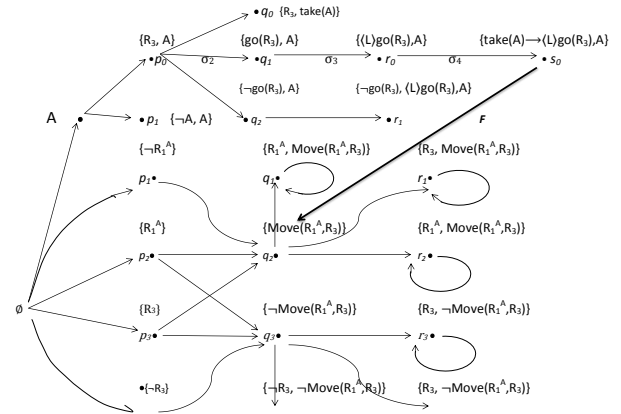 q₀ {R₃, take(A)}
{R₃, A} {go(R₃), A} {⟨L⟩go(R₃),A} {take(A)→⟨L⟩go(R₃),A}
p₀ σ₂ q₁ σ₃ r₀ σ₄ s₀
{¬go(R₃), A} {¬go(R₃), ⟨L⟩go(R₃),A}
A p₁ {¬A, A} q₂ r₁ F
{¬R₁ᴬ} {R₁ᴬ, Move(R₁ᴬ,R₃)} {R₃, Move(R₁ᴬ,R₃)}
p₁ q₁ r₁
{R₁ᴬ} {Move(R₁ᴬ,R₃)} {R₁ᴬ, Move(R₁ᴬ,R₃)}
p₂ q₂ r₂
∅ {R₃} {¬Move(R₁ᴬ,R₃)} {R₃, ¬Move(R₁ᴬ,R₃)}
p₃ q₃ r₃
{¬R₃} {¬R₃, ¬Move(R₁ᴬ,R₃)} {R₃, ¬Move(R₁ᴬ,R₃)}